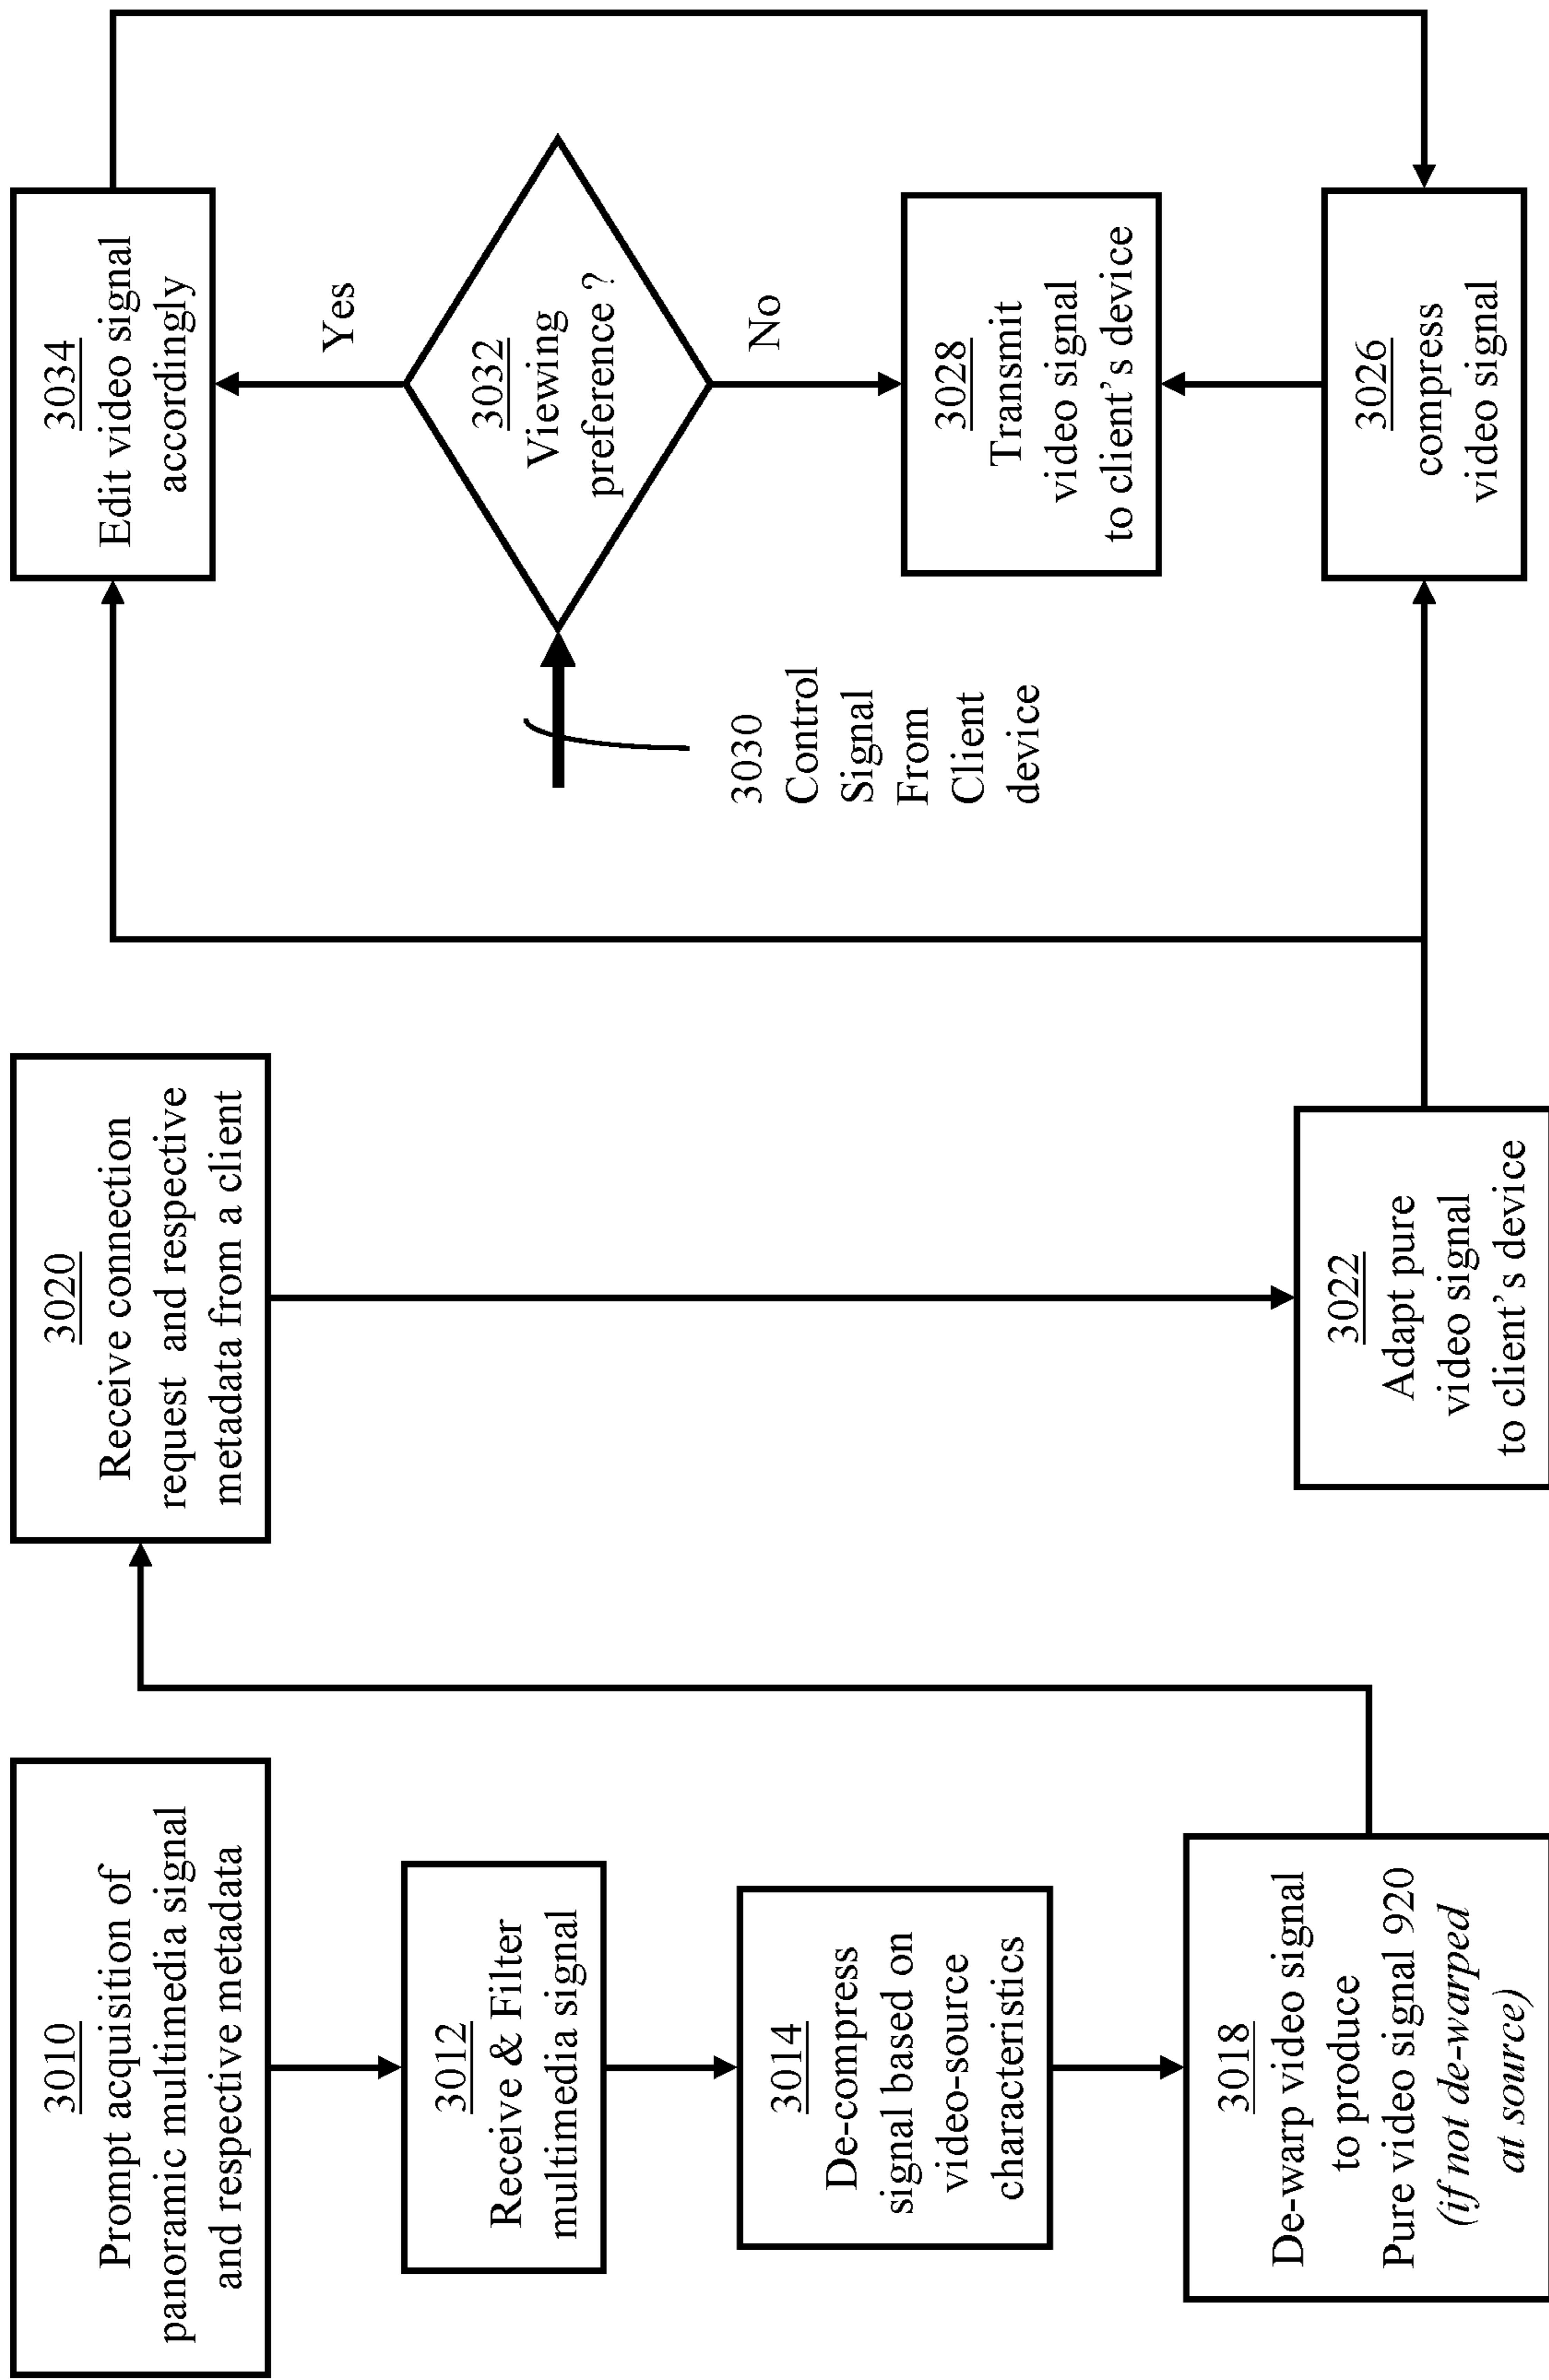 3010
Prompt acquisition of
panoramic multimedia signal
and respective metadata
3012
Receive & Filter
multimedia signal
3014
De-compress
signal based on
video-source
characteristics
3018
De-warp video signal
to produce
Pure video signal 920
(if not de-warped
at source)
3020
Receive connection
request and respective
metadata from a client
3022
Adapt pure
video signal
to client's device
3030
Control
Signal
From
Client
device
3034
Edit video signal
accordingly
Yes
3032
Viewing
preference ?
No
3028
Transmit
video signal
to client's device
3026
compress
video signal